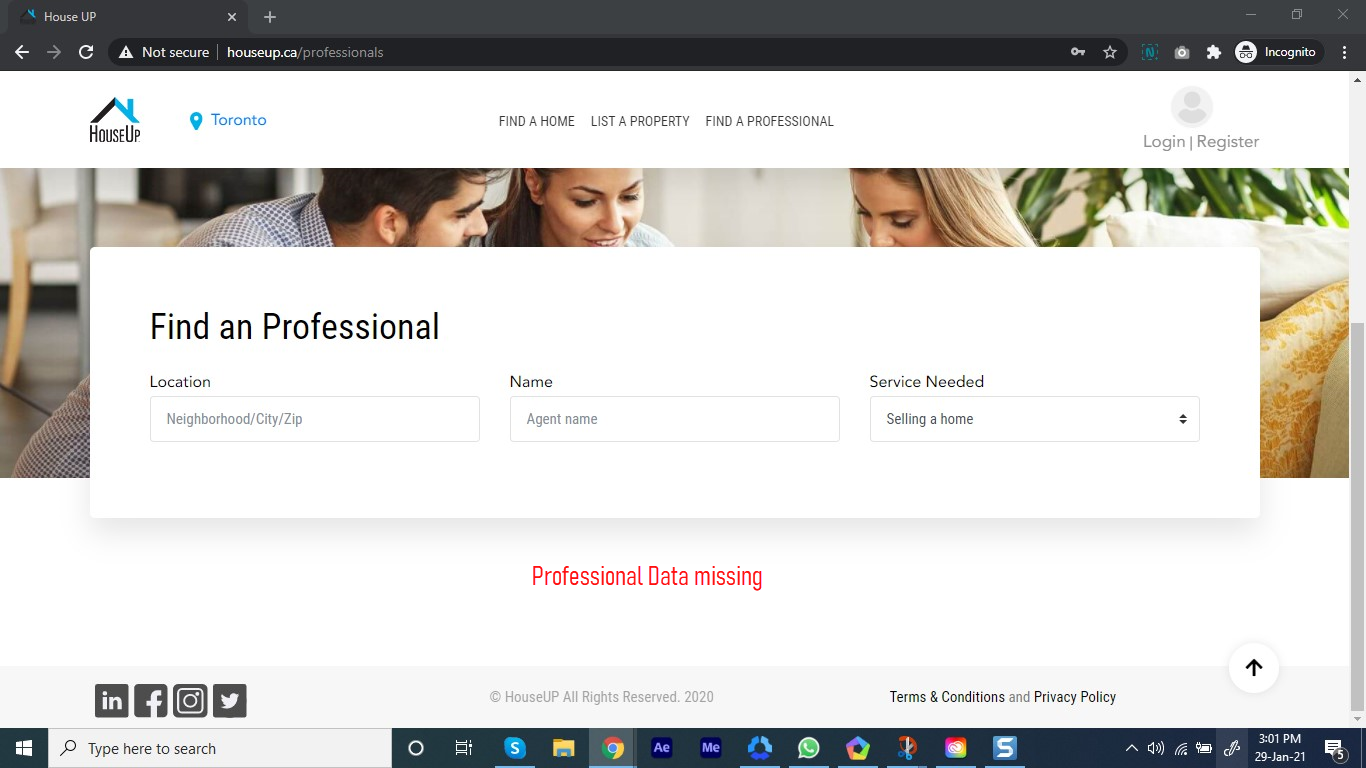 House UP
Not secure
houseup.ca/professionals
Incognito
HOUSEUP
Toronto
FIND A HOME
LIST A PROPERTY
FIND A PROFESSIONAL
Login | Register
Find an Professional
Location
Name
Service Needed
Neighborhood/City/Zip
Agent name
Selling a home
Professional Data missing
in
© HouseUP All Rights Reserved. 2020
Terms & Conditions and Privacy Policy
Type here to search
S
Ae
Me
S
3:01 PM
29-Jan-21
5